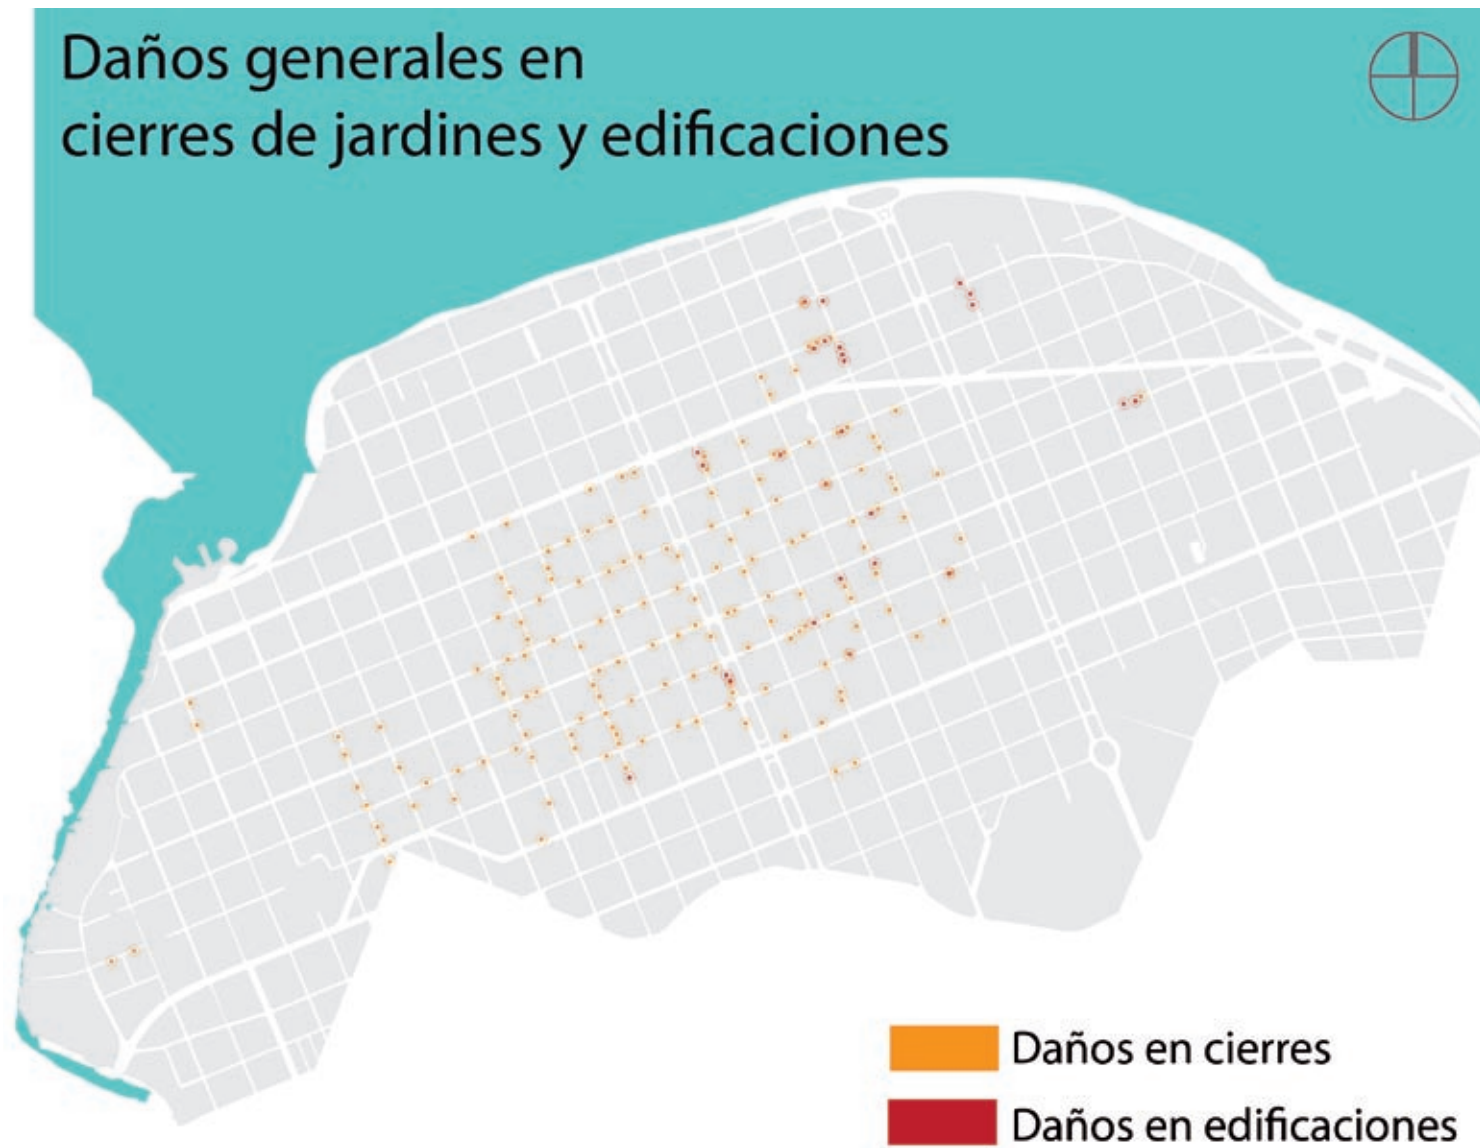 Daños generales en
cierres de jardines y edificaciones
Daños en cierres
Daños en edificaciones